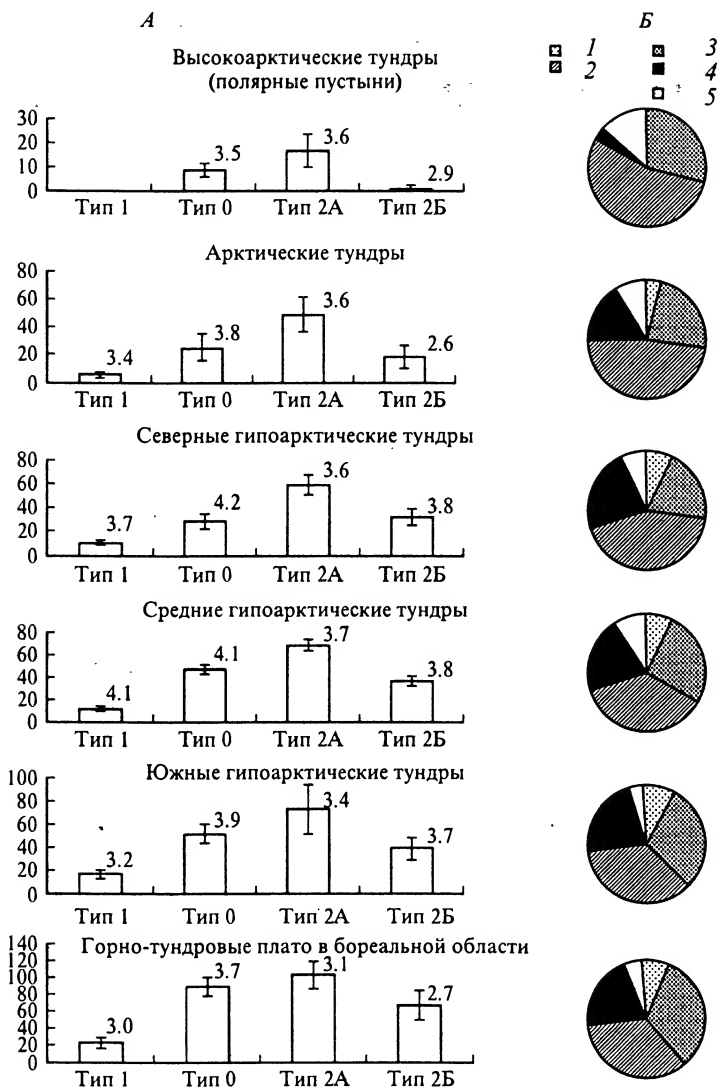 А Б
1 3
2 4
5
Высокоарктические тундры
(полярные пустыни)
30
20
10
0
3.5 3.6 2.9
Тип 1 Тип 0 Тип 2А Тип 2Б
Арктические тундры
80
60
40
20
0
3.4 3.8 3.6 2.6
Тип 1 Тип 0 Тип 2А Тип 2Б
Северные гипоарктические тундры
80
60
40
20
0
3.7 4.2 3.6 3.8
Тип 1 Тип 0 Тип 2А Тип 2Б
Средние гипоарктические тундры
80
60
40
20
0
4.1 4.1 3.7 3.8
Тип 1 Тип 0 Тип 2А Тип 2Б
Южные гипоарктические тундры
100
80
60
40
20
0
3.2 3.9 3.4 3.7
Тип 1 Тип 0 Тип 2А Тип 2Б
Горно-тундровые плато в бореальной области
140
120
100
80
60
40
20
0
3.0 3.7 3.1 2.7
Тип 1 Тип 0 Тип 2А Тип 2Б